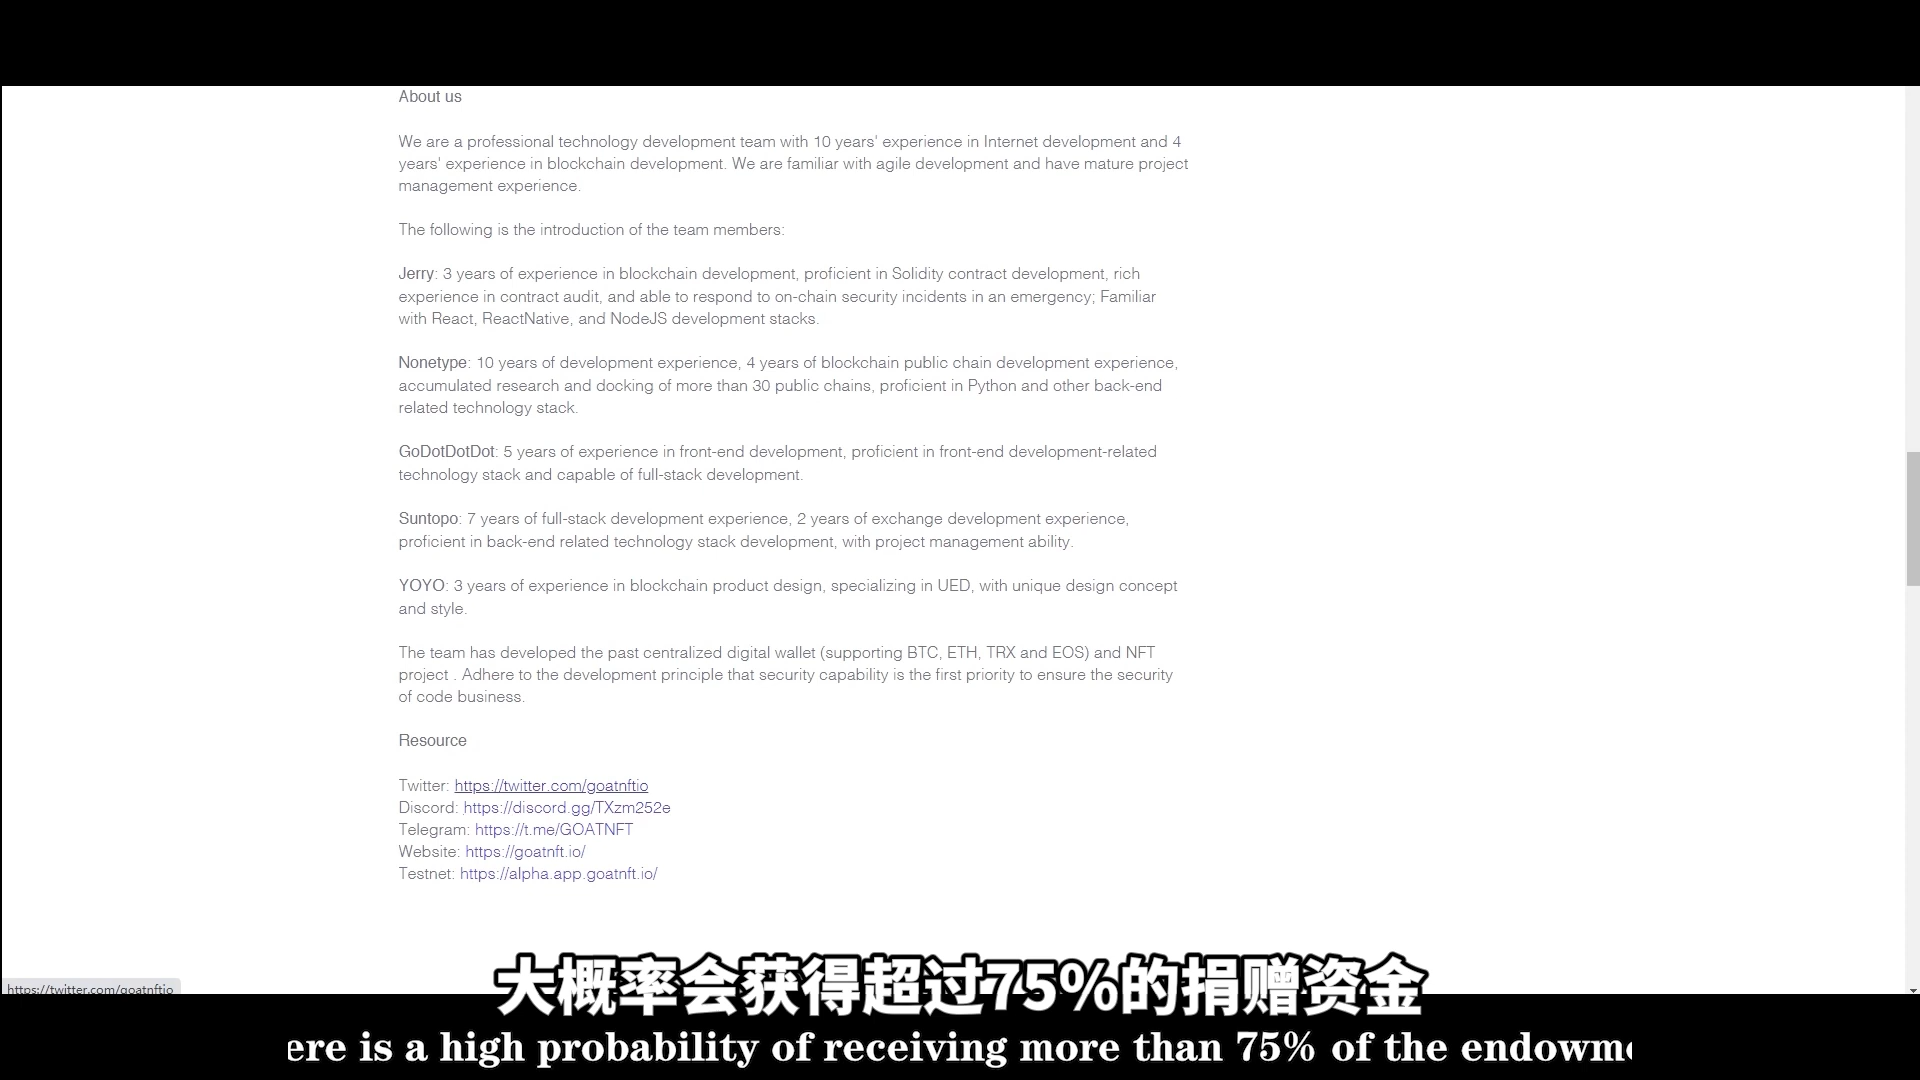 About us
We are a professional technology development team with 10 years' experience in Internet development and 4
years' experience in blockchain development. We are familiar with agile development and have mature project
management experience.
The following is the introduction of the team members:
Jerry: 3 years of experience in blockchain development, proficient in Solidity contract development, rich
experience in contract audit, and able to respond to on-chain security incidents in an emergency; Familiar
with React, ReactNative, and NodeJS development stacks.
Nonetype: 10 years of development experience, 4 years of blockchain public chain development experience,
accumulated research and docking of more than 30 public chains, proficient in Python and other back-end
related technology stack.
GoDotDotDot: 5 years of experience in front-end development, proficient in front-end development-related
technology stack and capable of full-stack development.
Suntopo: 7 years of full-stack development experience, 2 years of exchange development experience,
proficient in back-end related technology stack development, with project management ability.
YOYO: 3 years of experience in blockchain product design, specializing in UED, with unique design concept
and style.
The team has developed the past centralized digital wallet (supporting BTC, ETH, TRX and EOS) and NFT
project . Adhere to the development principle that security capability is the first priority to ensure the security
of code business.
Resource
Twitter: https://twitter.com/goatnftio
Discord: https://discord.gg/TXzm252e
Telegram: https://t.me/GOATNFT
Website: https://goatnft.io/
Testnet: https://alpha.app.goatnft.io/
大概率会获得超过75%的捐赠资金
https://twitter.com/goatnftio
ere is a high probability of receiving more than 75% of the endowm